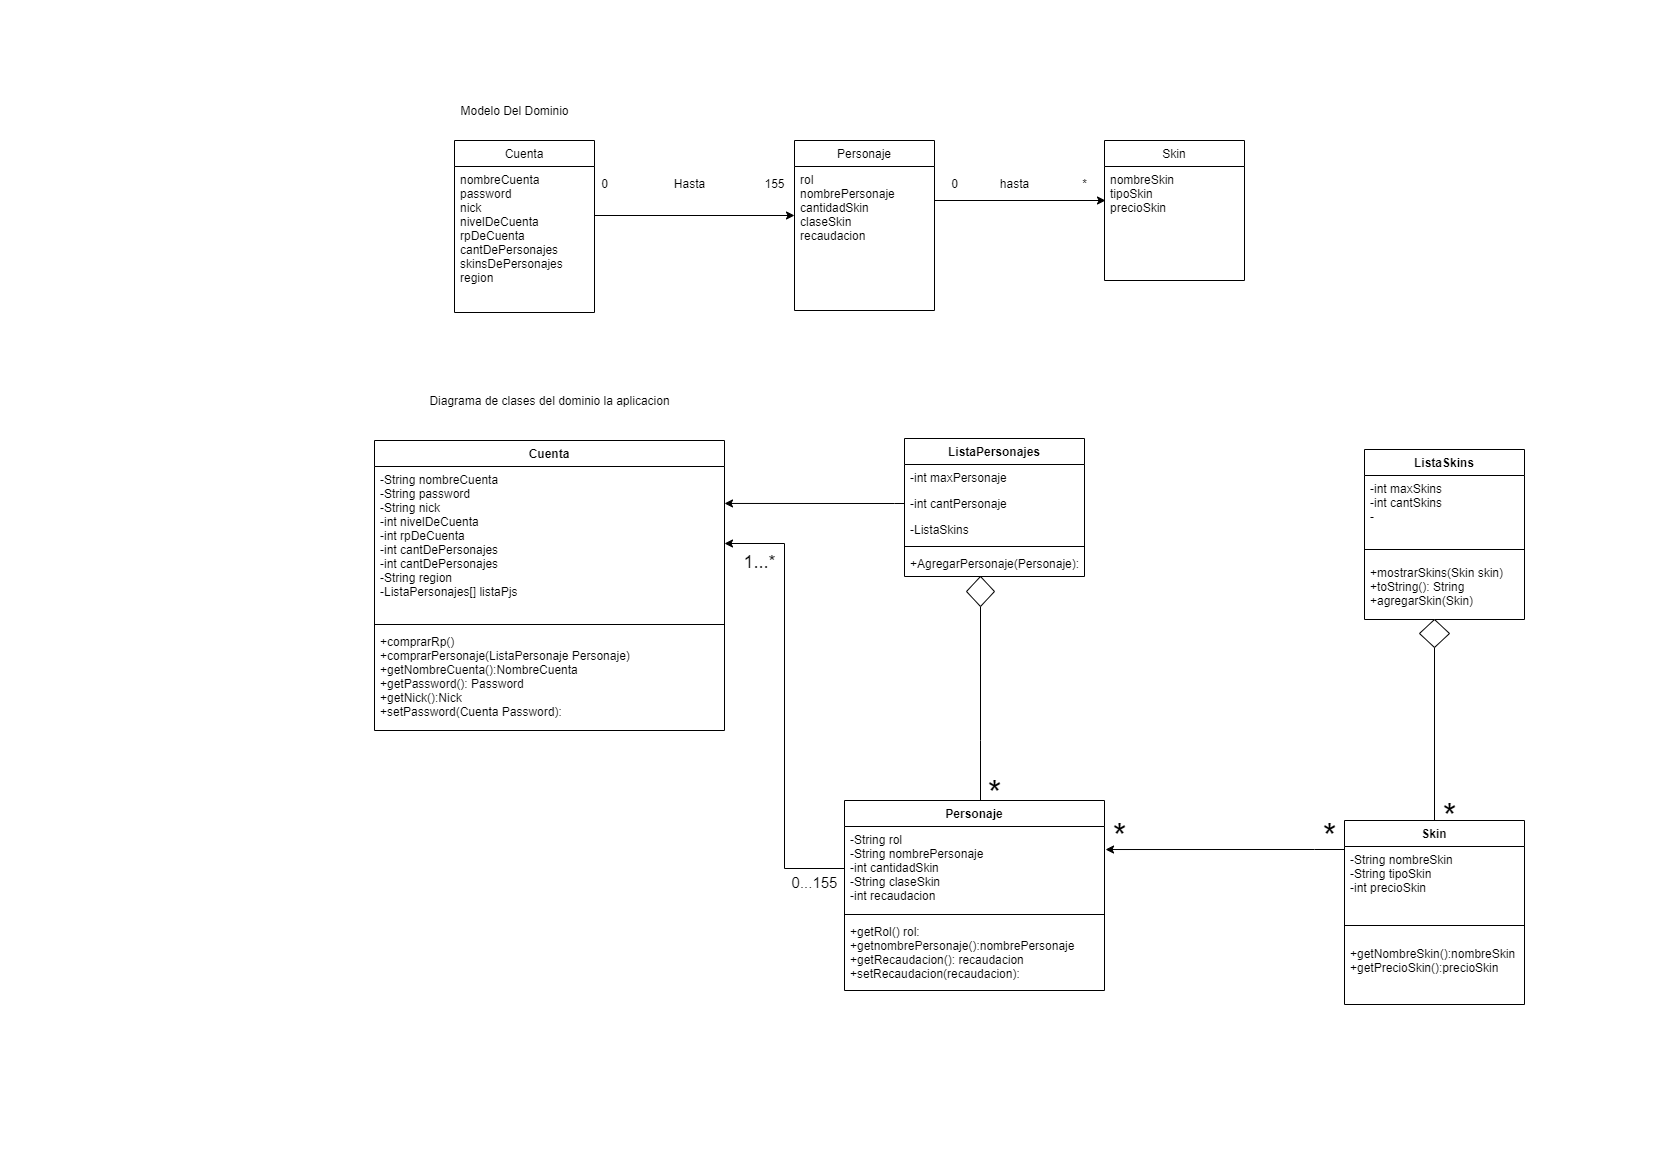 Modelo Del Dominio
Cuenta
nombreCuenta
password
nick
nivelDeCuenta
rpDeCuenta
cantDePersonajes
skinsDePersonajes
region
0 Hasta 155
Personaje
rol
nombrePersonaje
cantidadSkin
claseSkin
recaudacion
0 hasta *
Skin
nombreSkin
tipoSkin
precioSkin
Diagrama de clases del dominio la aplicacion
Cuenta
-String nombreCuenta
-String password
-String nick
-int nivelDeCuenta
-int rpDeCuenta
-int cantDePersonajes
-int cantDePersonajes
-String region
-ListaPersonajes[] listaPjs
+comprarRp()
+comprarPersonaje(ListaPersonaje Personaje)
+getNombreCuenta():NombreCuenta
+getPassword(): Password
+getNick():Nick
+setPassword(Cuenta Password):
1...*
0...155
ListaPersonajes
-int maxPersonaje
-int cantPersonaje
-ListaSkins
+AgregarPersonaje(Personaje):
*
ListaSkins
-int maxSkins
-int cantSkins
-
+mostrarSkins(Skin skin)
+toString(): String
+agregarSkin(Skin)
*
Personaje
-String rol
-String nombrePersonaje
-int cantidadSkin
-String claseSkin
-int recaudacion
+getRol() rol:
+getnombrePersonaje():nombrePersonaje
+getRecaudacion(): recaudacion
+setRecaudacion(recaudacion):
* *
Skin
-String nombreSkin
-String tipoSkin
-int precioSkin
+getNombreSkin():nombreSkin
+getPrecioSkin():precioSkin